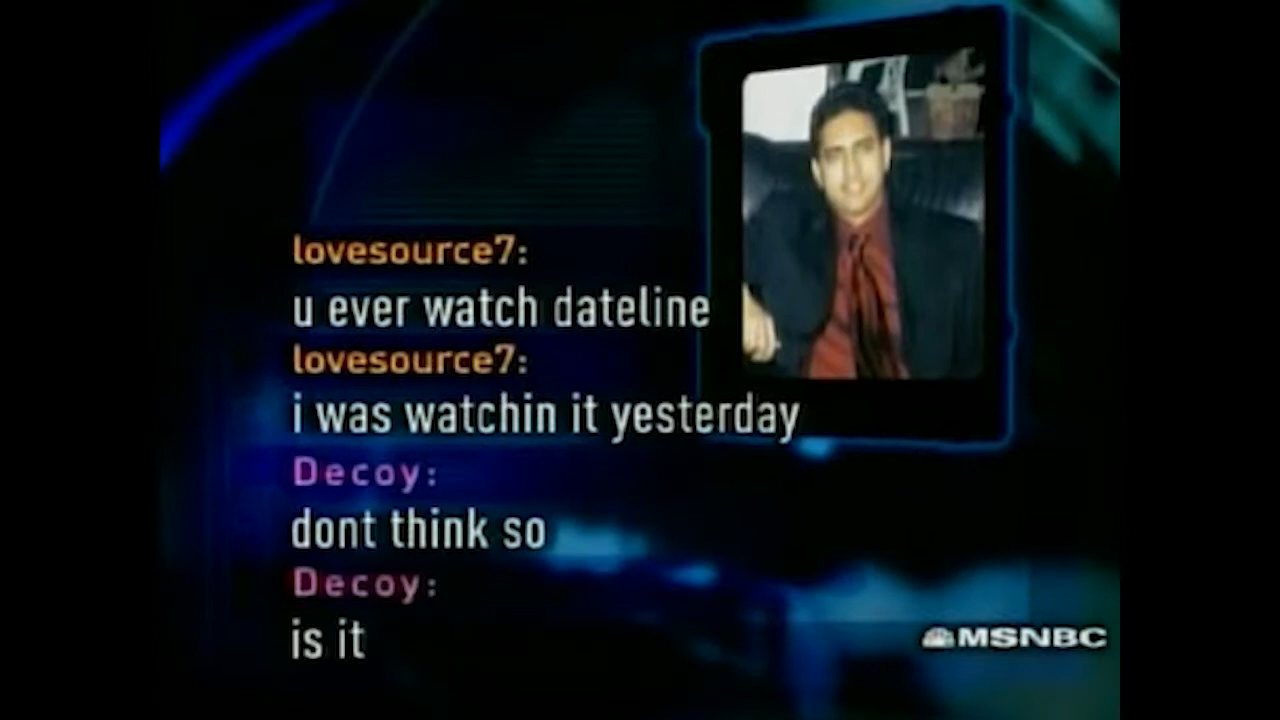 lovesource7:
u ever watch dateline
lovesource7:
i was watchin it yesterday
Decoy:
dont think so
Decoy:
is it
MSNBC